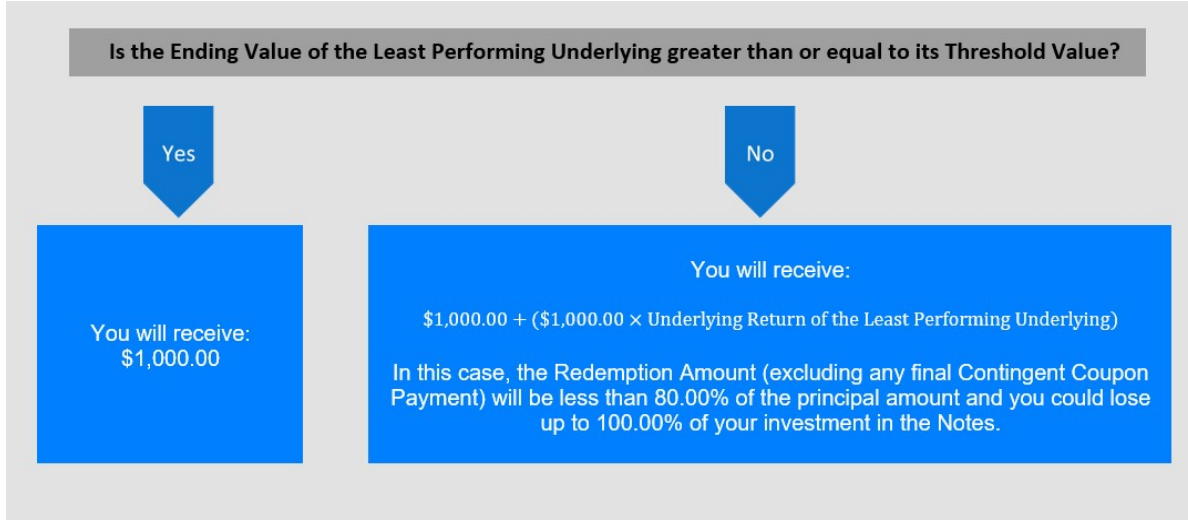 Is the Ending Value of the Least Performing Underlying greater than or equal to its Threshold Value?
Yes
No
You will receive:
$1,000.00
You will receive:
$1,000.00 + ($1,000.00 × Underlying Return of the Least Performing Underlying)
In this case, the Redemption Amount (excluding any final Contingent Coupon
Payment) will be less than 80.00% of the principal amount and you could lose
up to 100.00% of your investment in the Notes.